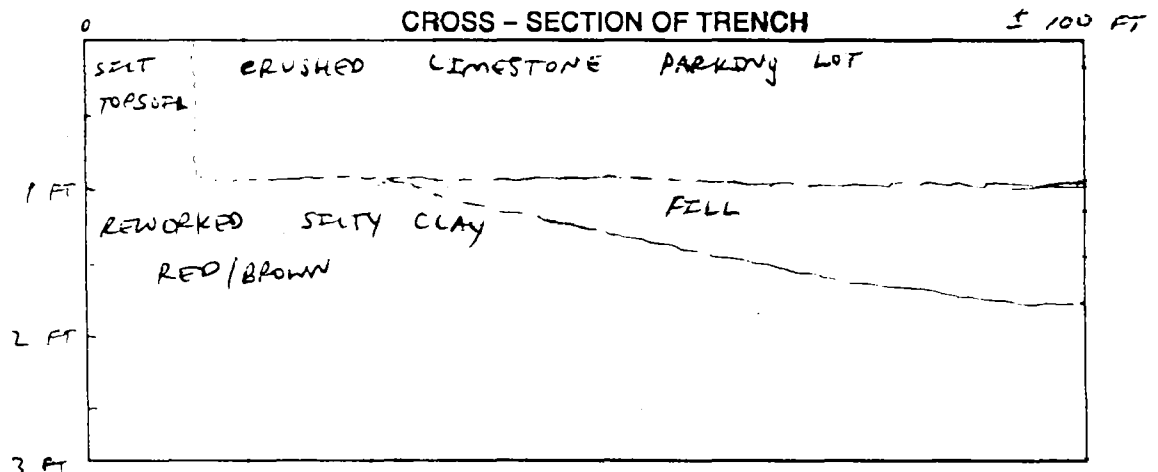 CROSS – SECTION OF TRENCH
0
± 100 FT
SILT CRUSHED LIMESTONE PARKING LOT
TOPSOIL
1 FT
FILL
REWORKED SILTY CLAY
RED/BROWN
2 FT
3 FT